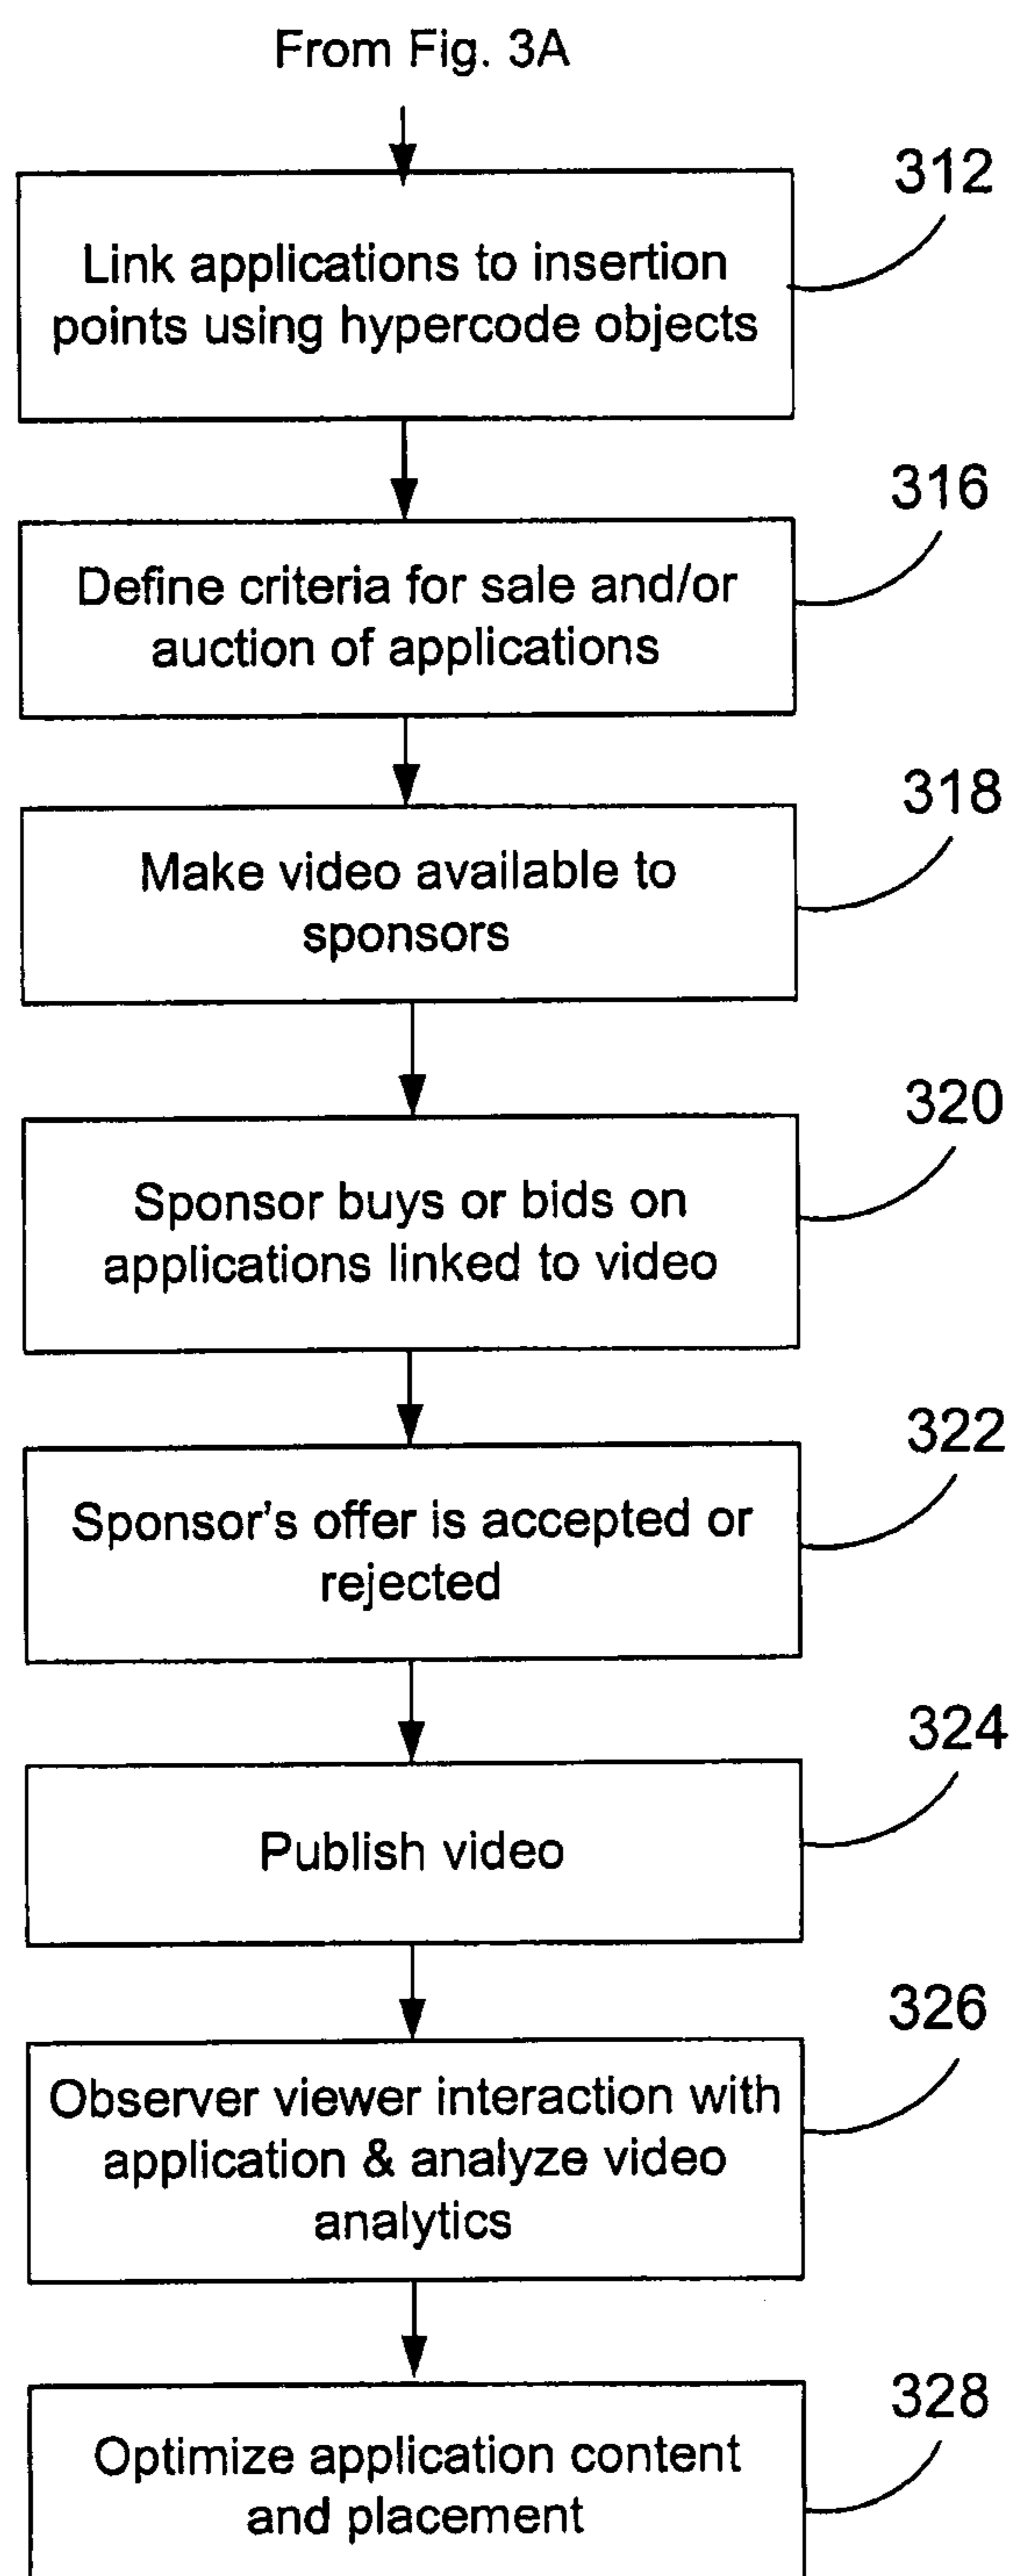 From Fig. 3A
312
Link applications to insertion
points using hypercode objects
316
Define criteria for sale and/or
auction of applications
318
Make video available to
sponsors
320
Sponsor buys or bids on
applications linked to video
322
Sponsor's offer is accepted or
rejected
324
Publish video
326
Observer viewer interaction with
application & analyze video
analytics
328
Optimize application content
and placement